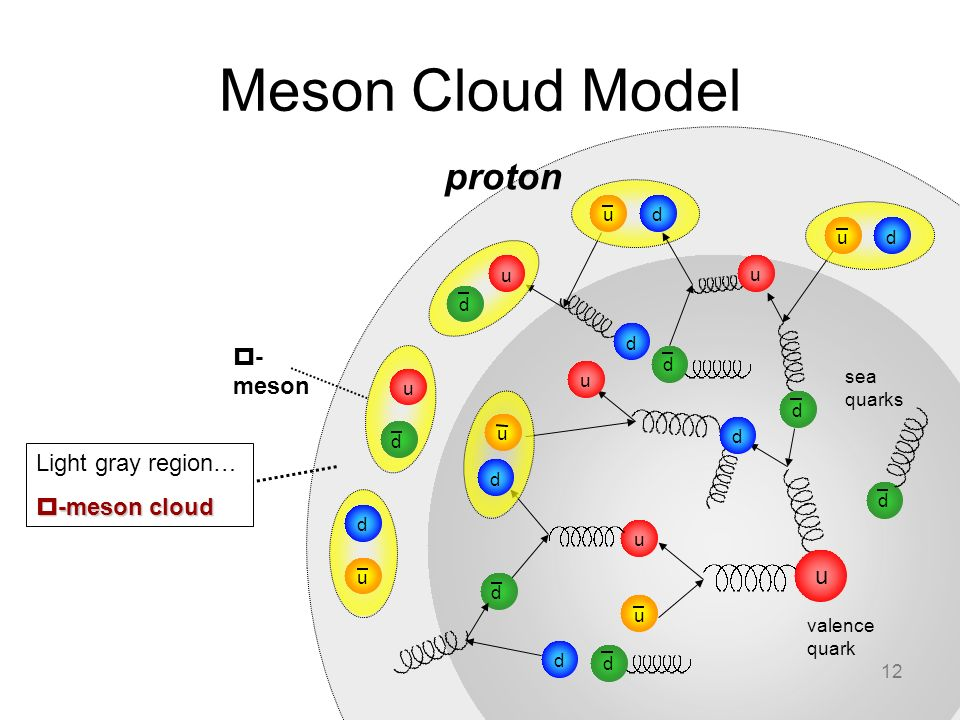 Meson Cloud Model
proton
u̅ d
u̅ d
u
d̅
u
d
d̅
π-
meson
u
sea
quarks
u
d̅
d̅
u̅
d
Light gray region…
π-meson cloud
d
d̅
d
u̅
u
u
d̅
u̅
valence
quark
d
d̅
12